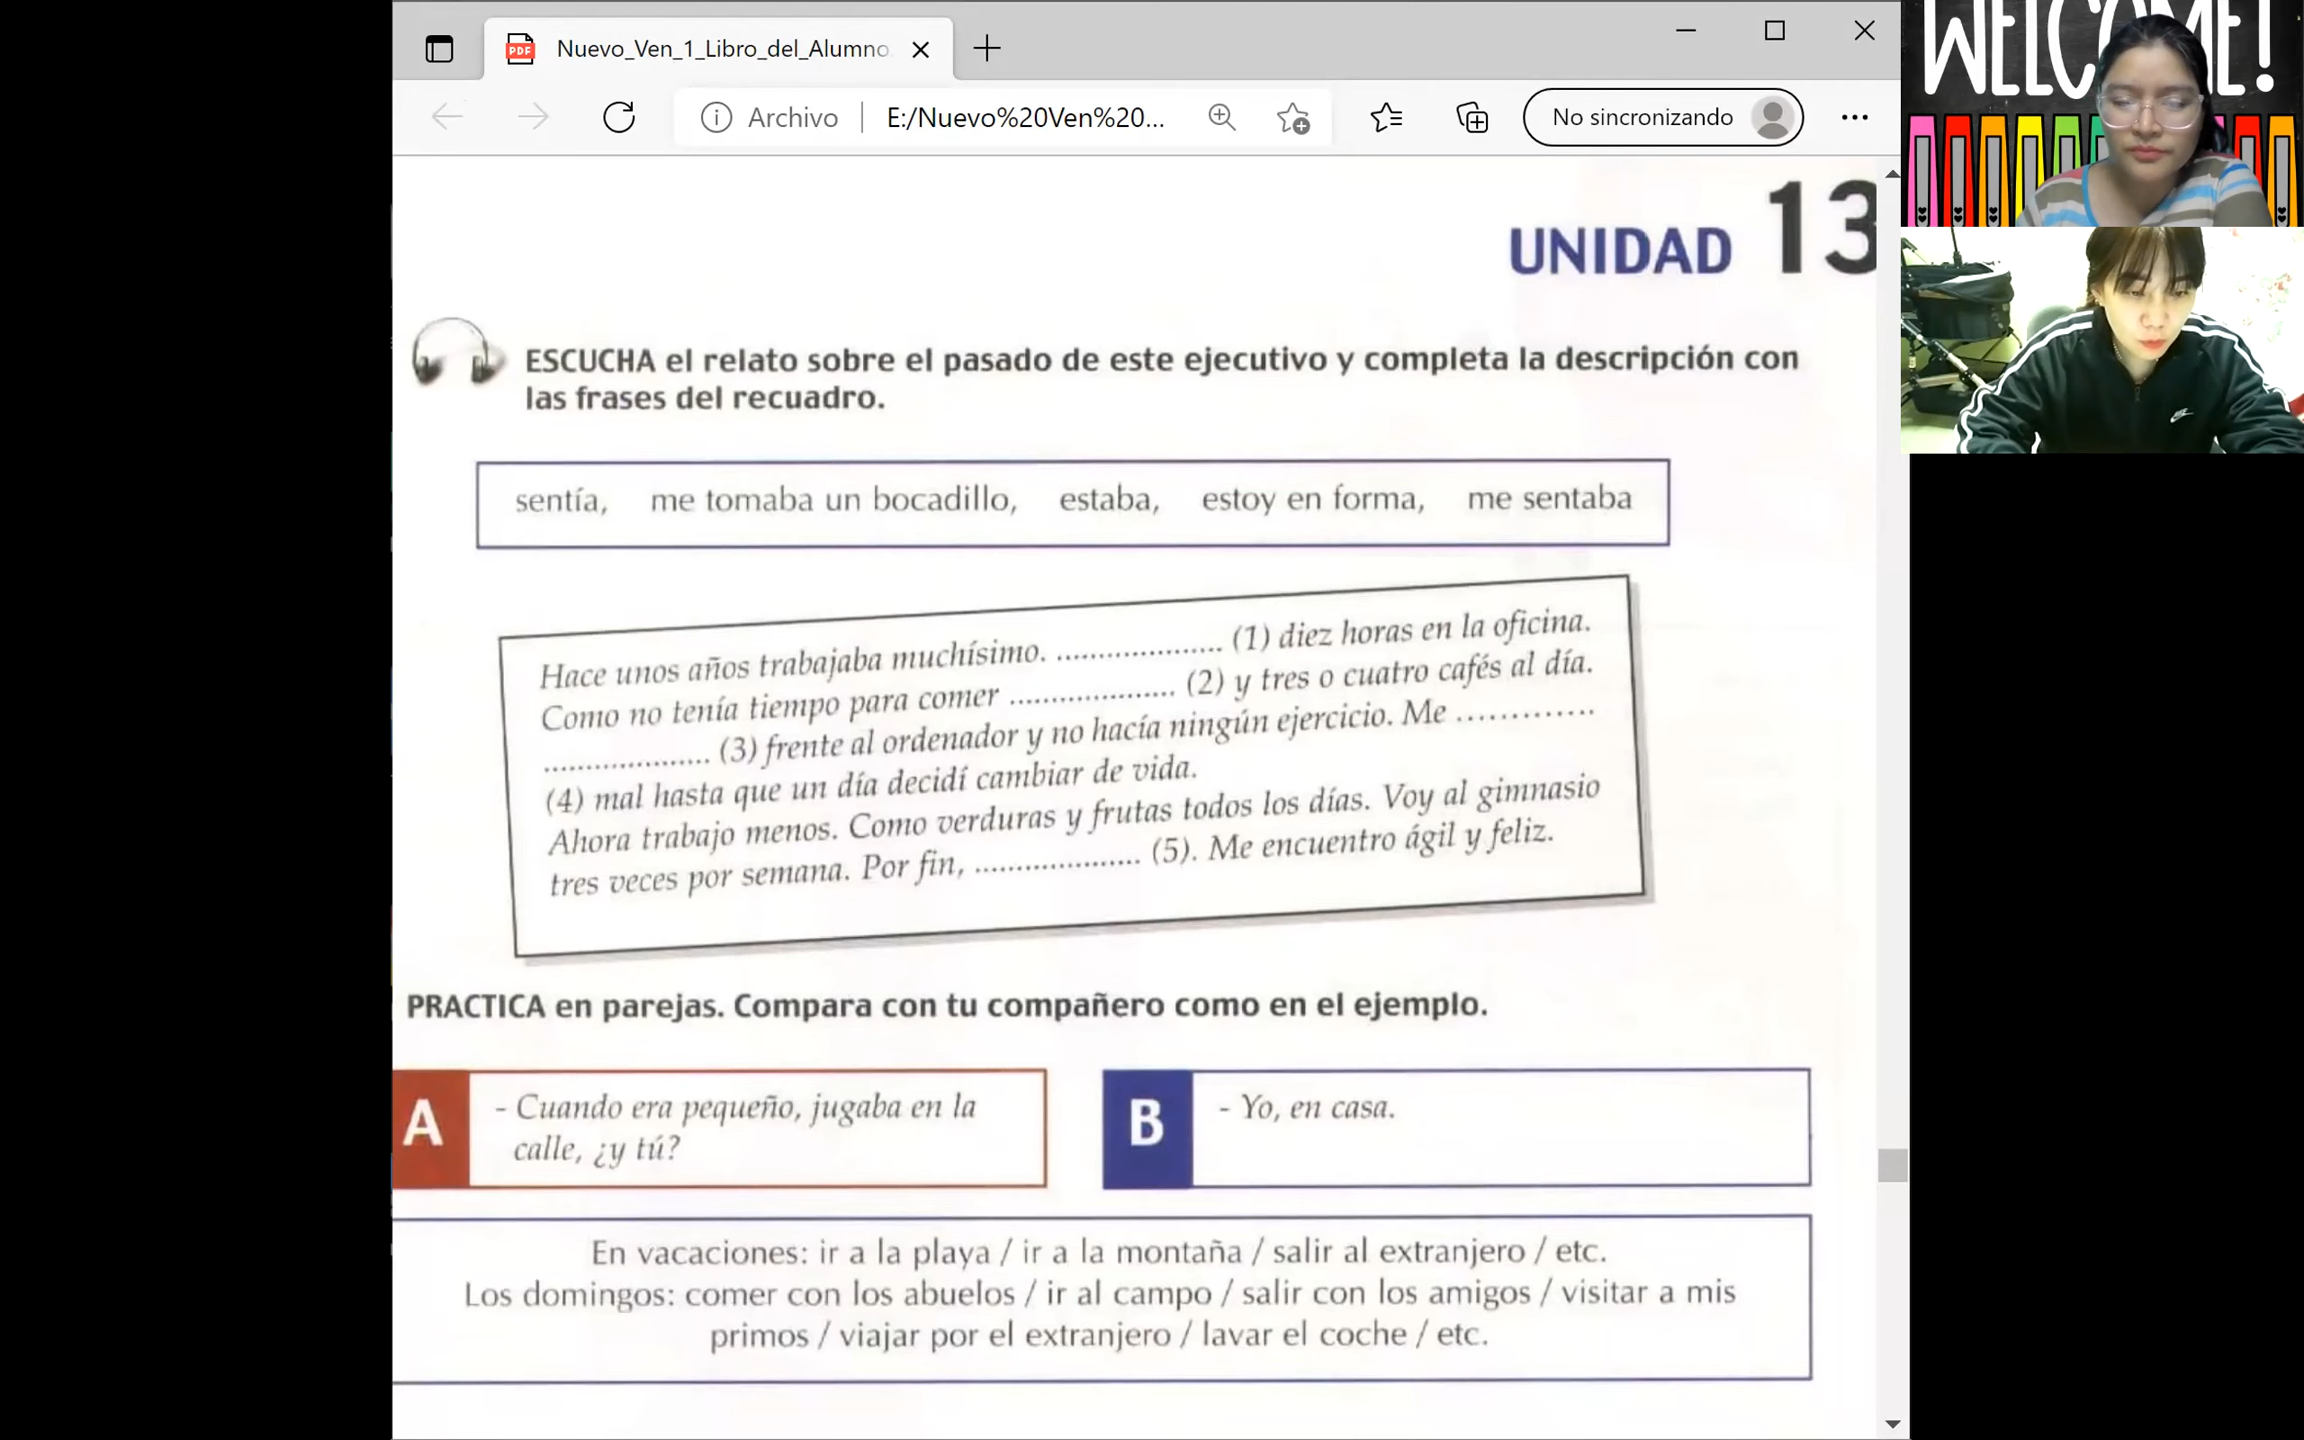 Nuevo_Ven_1_Libro_del_Alumno
Archivo
E:/Nuevo%20Ven%20...
No sincronizando
WELCOME!
UNIDAD 13
ESCUCHA el relato sobre el pasado de este ejecutivo y completa la descripción con
las frases del recuadro.
sentía, me tomaba un bocadillo, estaba, estoy en forma, me sentaba
Hace unos años trabajaba muchísimo. .................... (1) diez horas en la oficina.
Como no tenía tiempo para comer .................... (2) y tres o cuatro cafés al día.
.................... (3) frente al ordenador y no hacía ningún ejercicio. Me .............
(4) mal hasta que un día decidí cambiar de vida.
Ahora trabajo menos. Como verduras y frutas todos los días. Voy al gimnasio
tres veces por semana. Por fin, .................... (5). Me encuentro ágil y feliz.
PRACTICA en parejas. Compara con tu compañero como en el ejemplo.
A
- Cuando era pequeño, jugaba en la
calle, ¿y tú?
B
- Yo, en casa.
En vacaciones: ir a la playa / ir a la montaña / salir al extranjero / etc.
Los domingos: comer con los abuelos / ir al campo / salir con los amigos / visitar a mis
primos / viajar por el extranjero / lavar el coche / etc.